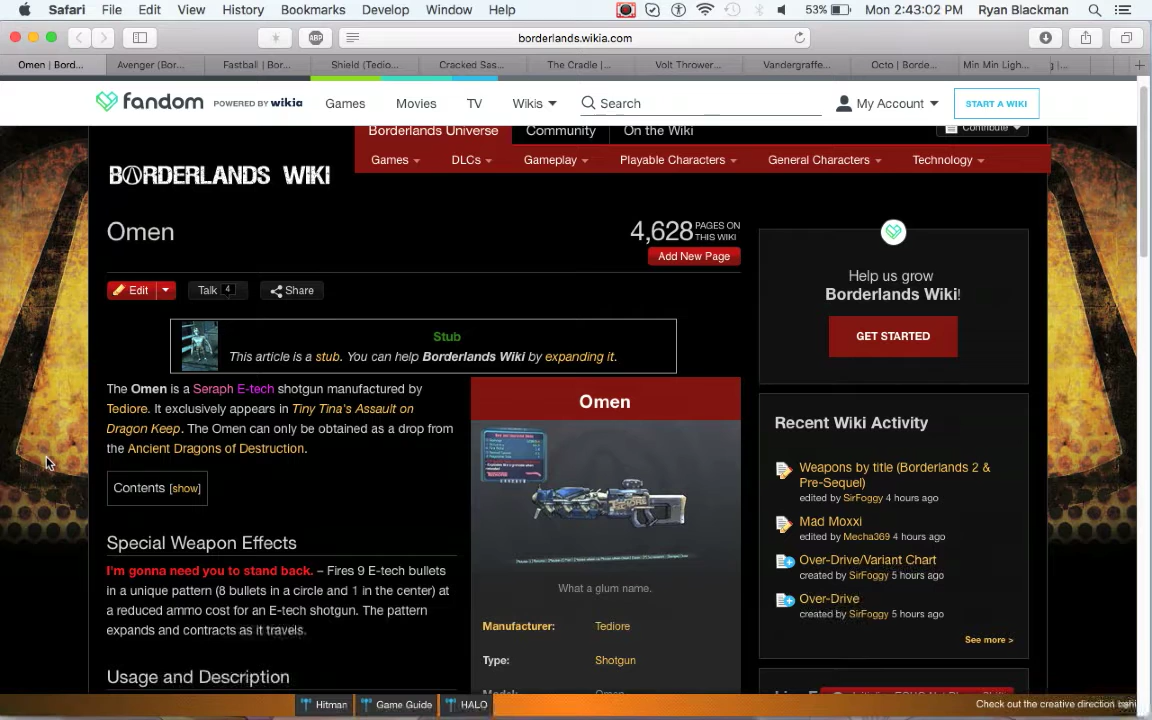 Safari File Edit View History Bookmarks Develop Window Help 53% Mon 2:43:02 PM Ryan Blackman
ABP borderlands.wikia.com
Omen | Bord... Avenger (Bor... Fastball | Bor... Shield (Tedio... Cracked Sas... The Cradle |... Volt Thrower... Vandergraffe... Octo | Borde... Min Min Ligh...
fandom POWERED BY wikia Games Movies TV Wikis Search My Account START A WIKI
Borderlands Universe Community On the Wiki Contribute
Games DLCs Gameplay Playable Characters General Characters Technology
BORDERLANDS WIKI
Omen
4,628 PAGES ON THIS WIKI
Add New Page
Edit Talk 4 Share
Stub
This article is a stub. You can help Borderlands Wiki by expanding it.
The Omen is a Seraph E-tech shotgun manufactured by
Tediore. It exclusively appears in Tiny Tina's Assault on
Dragon Keep. The Omen can only be obtained as a drop from
the Ancient Dragons of Destruction.
Contents [show]
Special Weapon Effects
I'm gonna need you to stand back. – Fires 9 E-tech bullets
in a unique pattern (8 bullets in a circle and 1 in the center) at
a reduced ammo cost for an E-tech shotgun. The pattern
expands and contracts as it travels.
Usage and Description
Omen
What a glum name.
Manufacturer: Tediore
Type: Shotgun
Model: Omen
Help us grow
Borderlands Wiki!
GET STARTED
Recent Wiki Activity
Weapons by title (Borderlands 2 &
Pre-Sequel)
edited by SirFoggy 4 hours ago
Mad Moxxi
edited by Mecha369 4 hours ago
Over-Drive/Variant Chart
created by SirFoggy 5 hours ago
Over-Drive
created by SirFoggy 5 hours ago
See more >
Hitman Game Guide HALO Check out the creative direction behi